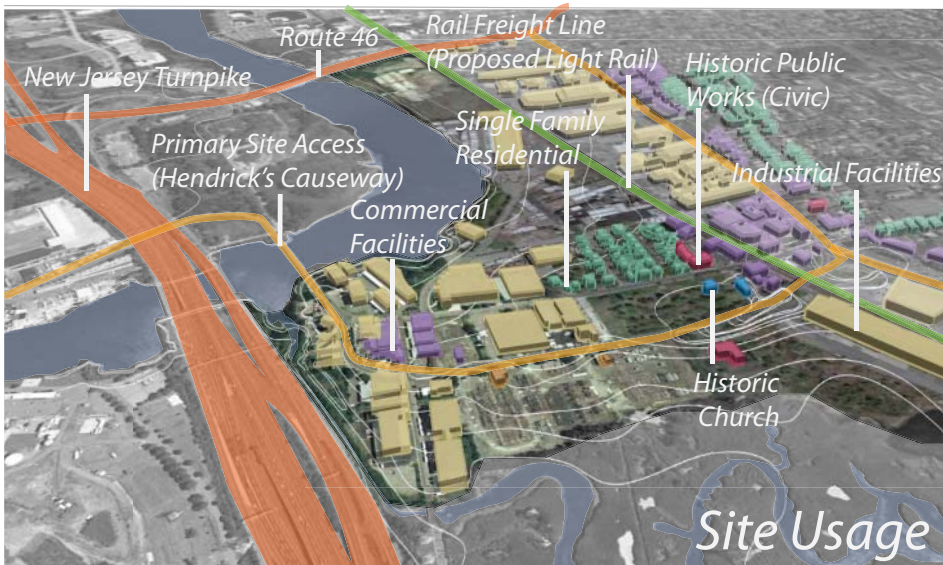 Route 46
Rail Freight Line
(Proposed Light Rail)
New Jersey Turnpike
Historic Public
Works (Civic)
Single Family
Residential
Primary Site Access
(Hendrick's Causeway)
Industrial Facilities
Commercial
Facilities
Historic
Church
Site Usage